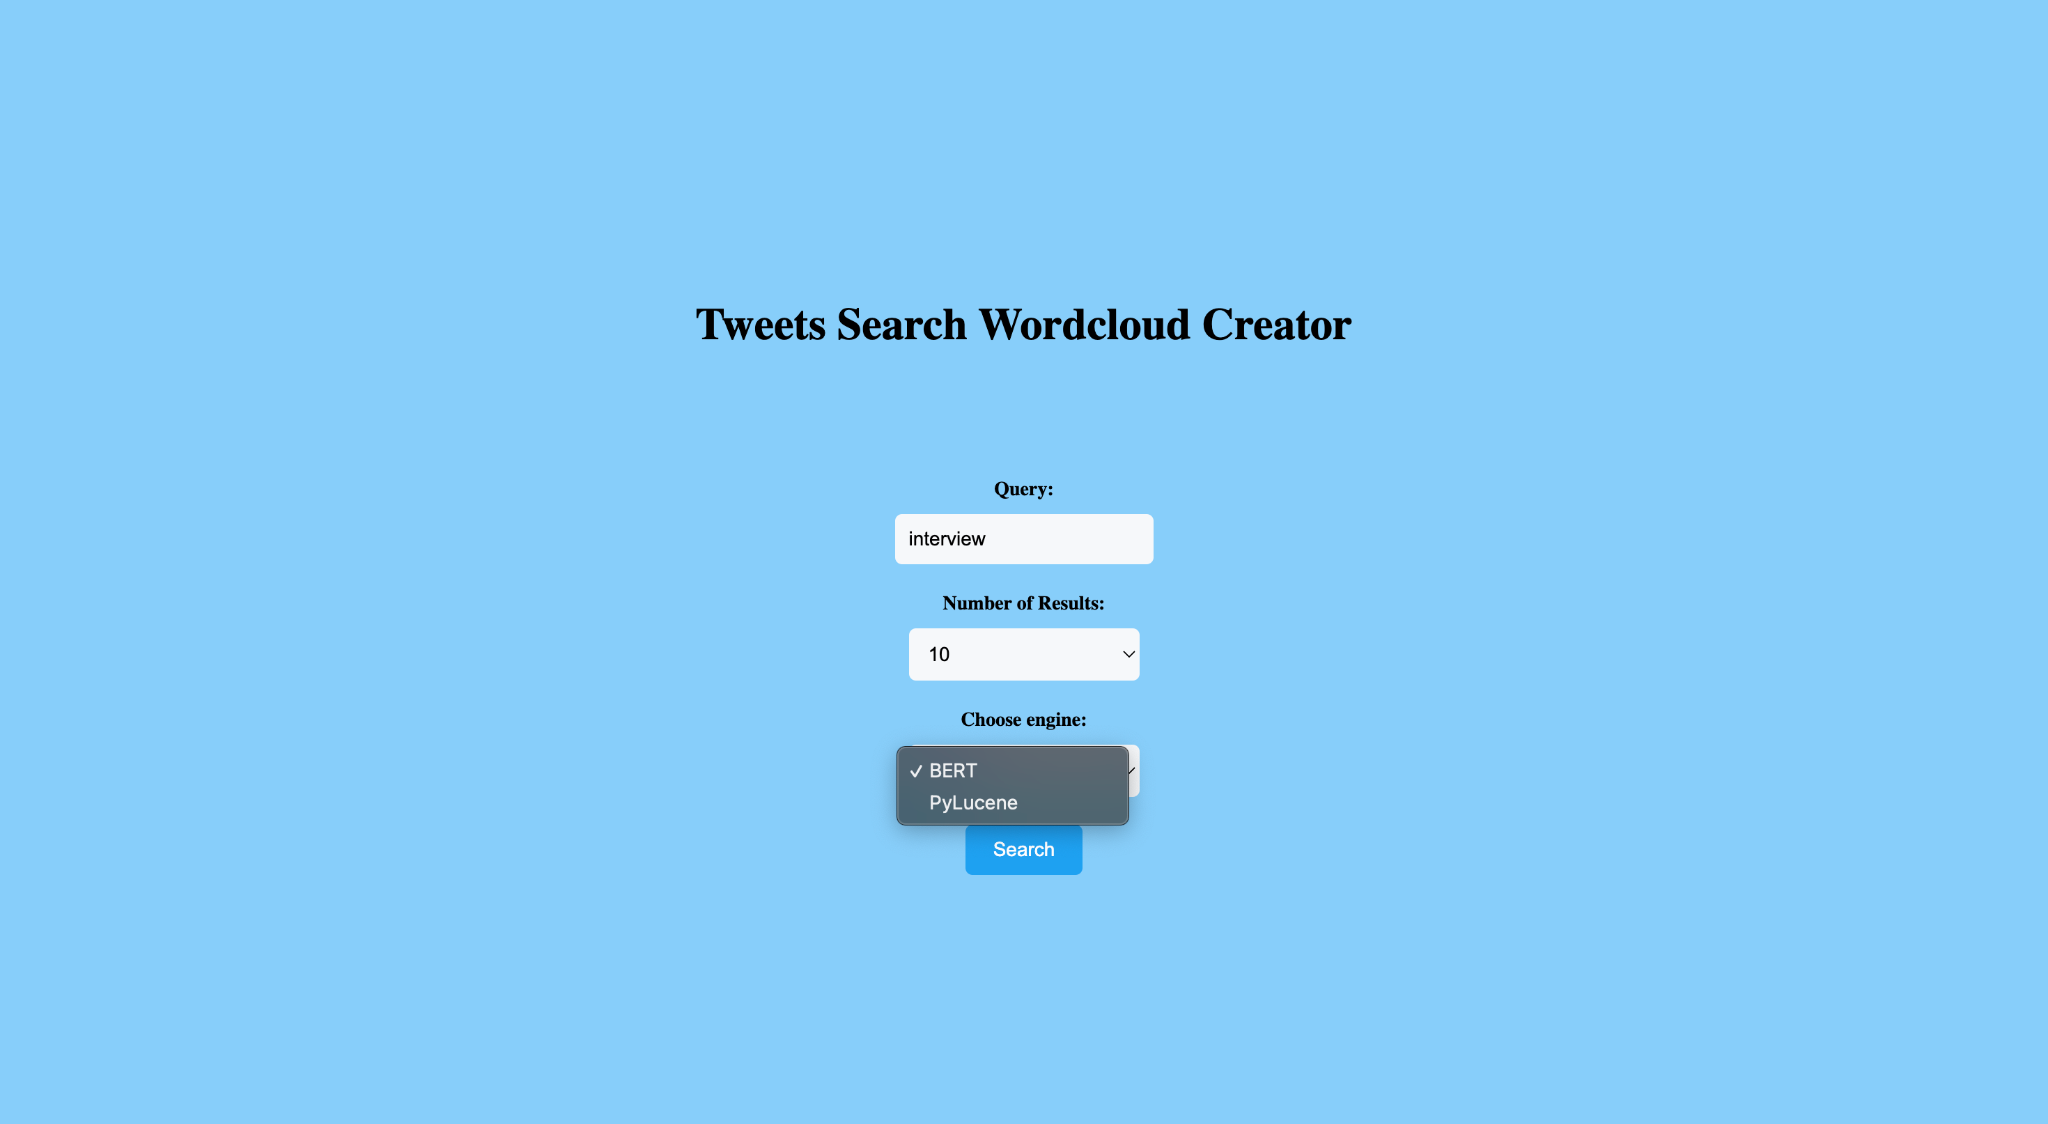 Tweets Search Wordcloud Creator
Query:
interview
Number of Results:
10
Choose engine:
✓ BERT
PyLucene
Search